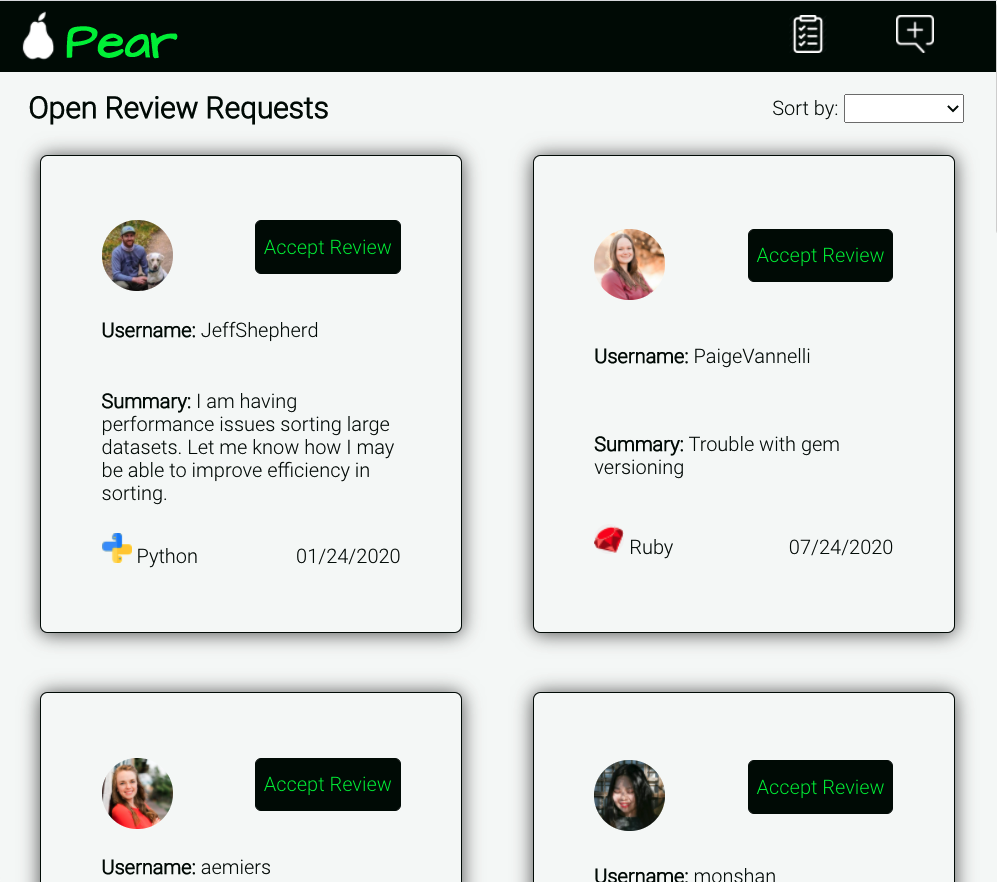 Pear
Open Review Requests
Sort by:
Accept Review
Username: JeffShepherd
Summary: I am having
performance issues sorting large
datasets. Let me know how I may
be able to improve efficiency in
sorting.
Python 01/24/2020
Accept Review
Username: PaigeVannelli
Summary: Trouble with gem
versioning
Ruby 07/24/2020
Accept Review
Username: aemiers
Accept Review
Username: monshan